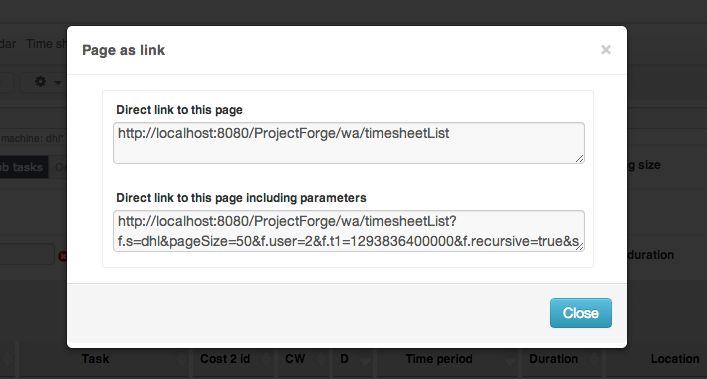 Page as link ×
dar Time sh
Direct link to this page
http://localhost:8080/ProjectForge/wa/timesheetList
machine: dhl"
ub tasks
g size
Direct link to this page including parameters
http://localhost:8080/ProjectForge/wa/timesheetList?
f.s=dhl&pageSize=50&f.user=2&f.t1=1293836400000&f.recursive=true&s
duration
Close
Task Cost 2 id CW D Time period Duration Location